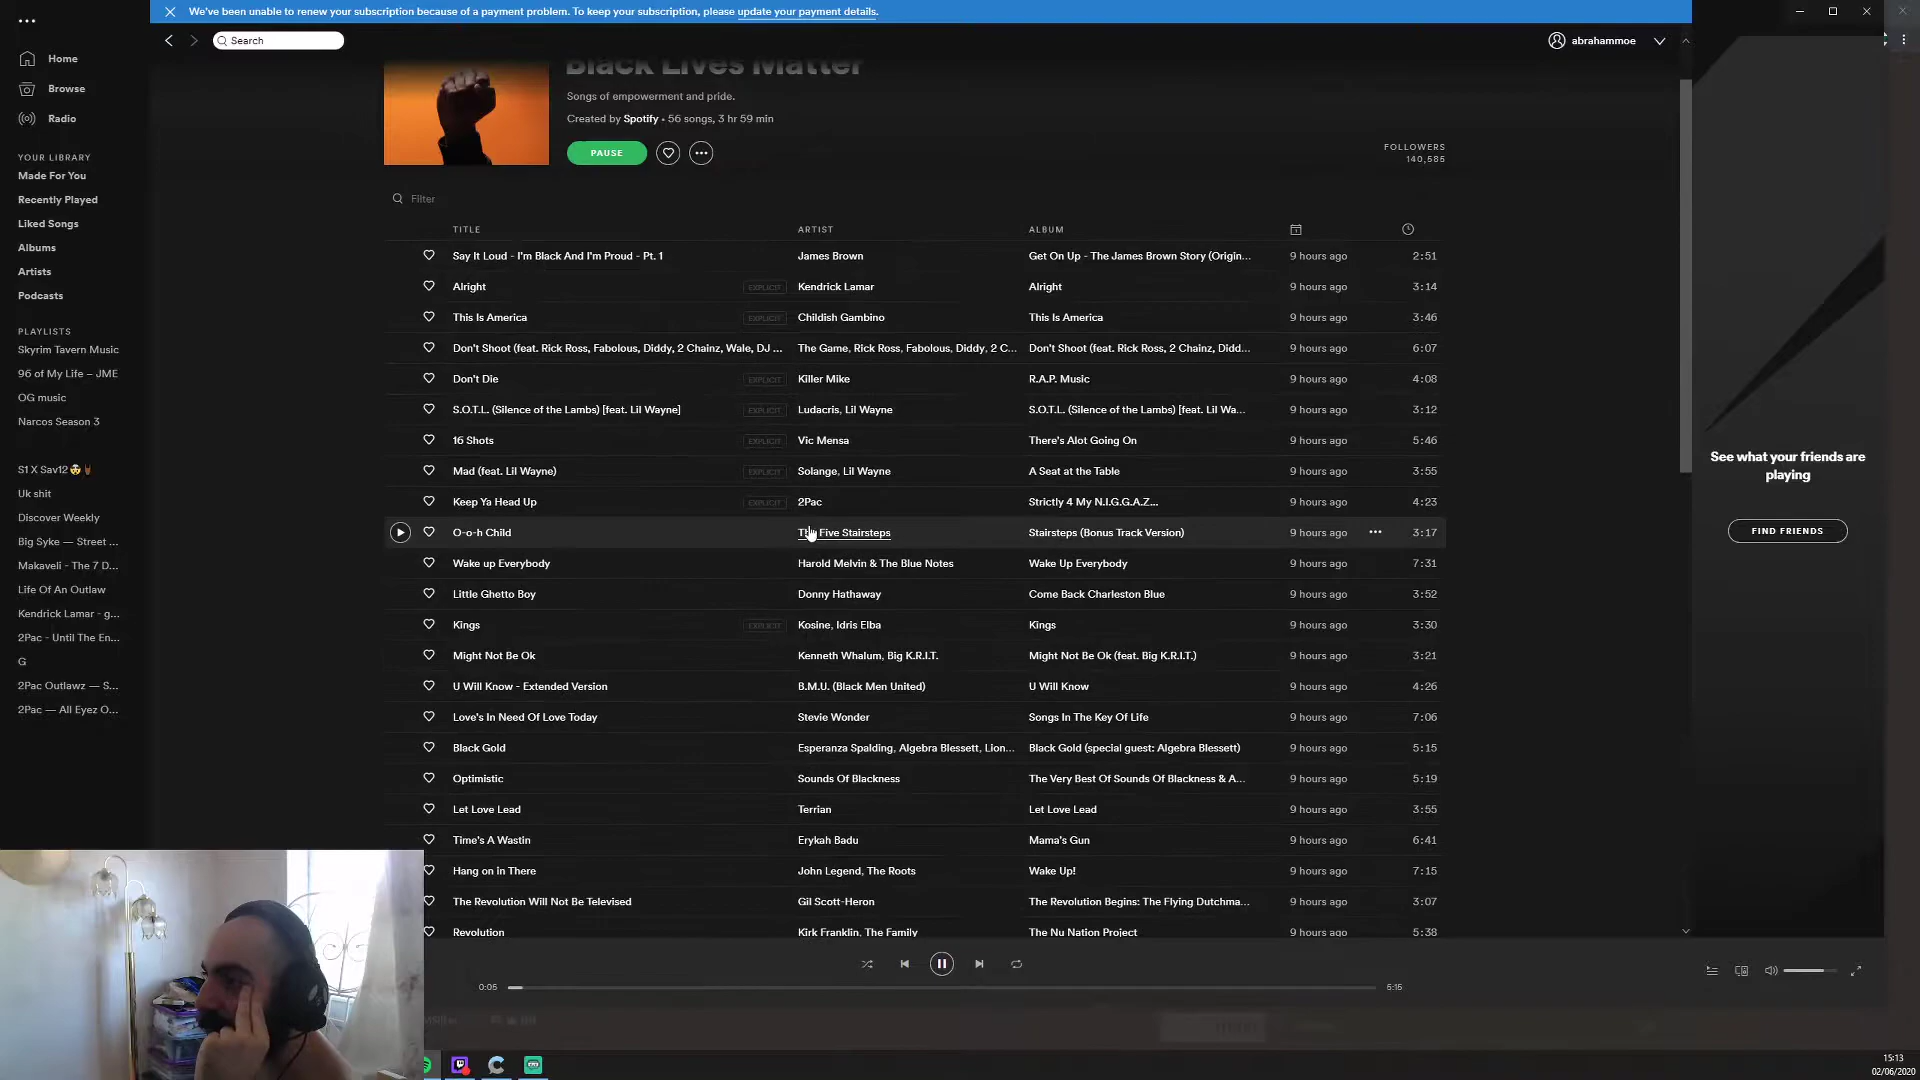 We've been unable to renew your subscription because of a payment problem. To keep your subscription, please update your payment details.
Search
abrahammoe
Home
Browse
Radio
YOUR LIBRARY
Made For You
Recently Played
Liked Songs
Albums
Artists
Podcasts
PLAYLISTS
Skyrim Tavern Music
96 of My Life – JME
OG music
Narcos Season 3
S1 X Sav12
Uk shit
Discover Weekly
Big Syke — Street ...
Makaveli - The 7 D...
Life Of An Outlaw
Kendrick Lamar - g...
2Pac - Until The En...
G
2Pac Outlawz — S...
2Pac — All Eyez O...
Black Lives Matter
Songs of empowerment and pride.
Created by Spotify • 56 songs, 3 hr 59 min
PAUSE
FOLLOWERS
140,585
Filter
TITLE ARTIST ALBUM
Say It Loud - I'm Black And I'm Proud - Pt. 1 James Brown Get On Up - The James Brown Story (Origin... 9 hours ago 2:51
Alright EXPLICIT Kendrick Lamar Alright 9 hours ago 3:14
This Is America EXPLICIT Childish Gambino This Is America 9 hours ago 3:46
Don't Shoot (feat. Rick Ross, Fabolous, Diddy, 2 Chainz, Wale, DJ ... The Game, Rick Ross, Fabolous, Diddy, 2 C... Don't Shoot (feat. Rick Ross, 2 Chainz, Didd... 9 hours ago 6:07
Don't Die EXPLICIT Killer Mike R.A.P. Music 9 hours ago 4:08
S.O.T.L. (Silence of the Lambs) [feat. Lil Wayne] EXPLICIT Ludacris, Lil Wayne S.O.T.L. (Silence of the Lambs) [feat. Lil Wa... 9 hours ago 3:12
16 Shots EXPLICIT Vic Mensa There's Alot Going On 9 hours ago 5:46
Mad (feat. Lil Wayne) EXPLICIT Solange, Lil Wayne A Seat at the Table 9 hours ago 3:55
Keep Ya Head Up EXPLICIT 2Pac Strictly 4 My N.I.G.G.A.Z... 9 hours ago 4:23
O-o-h Child The Five Stairsteps Stairsteps (Bonus Track Version) 9 hours ago 3:17
Wake up Everybody Harold Melvin & The Blue Notes Wake Up Everybody 9 hours ago 7:31
Little Ghetto Boy Donny Hathaway Come Back Charleston Blue 9 hours ago 3:52
Kings EXPLICIT Kosine, Idris Elba Kings 9 hours ago 3:30
Might Not Be Ok Kenneth Whalum, Big K.R.I.T. Might Not Be Ok (feat. Big K.R.I.T.) 9 hours ago 3:21
U Will Know - Extended Version B.M.U. (Black Men United) U Will Know 9 hours ago 4:26
Love's In Need Of Love Today Stevie Wonder Songs In The Key Of Life 9 hours ago 7:06
Black Gold Esperanza Spalding, Algebra Blessett, Lion... Black Gold (special guest: Algebra Blessett) 9 hours ago 5:15
Optimistic Sounds Of Blackness The Very Best Of Sounds Of Blackness & A... 9 hours ago 5:19
Let Love Lead Terrian Let Love Lead 9 hours ago 3:55
Time's A Wastin Erykah Badu Mama's Gun 9 hours ago 6:41
Hang on in There John Legend, The Roots Wake Up! 9 hours ago 7:15
The Revolution Will Not Be Televised Gil Scott-Heron The Revolution Begins: The Flying Dutchma... 9 hours ago 3:07
Revolution Kirk Franklin, The Family The Nu Nation Project 9 hours ago 5:38
See what your friends are
playing
FIND FRIENDS
0:05 5:15
15:13
02/06/2020